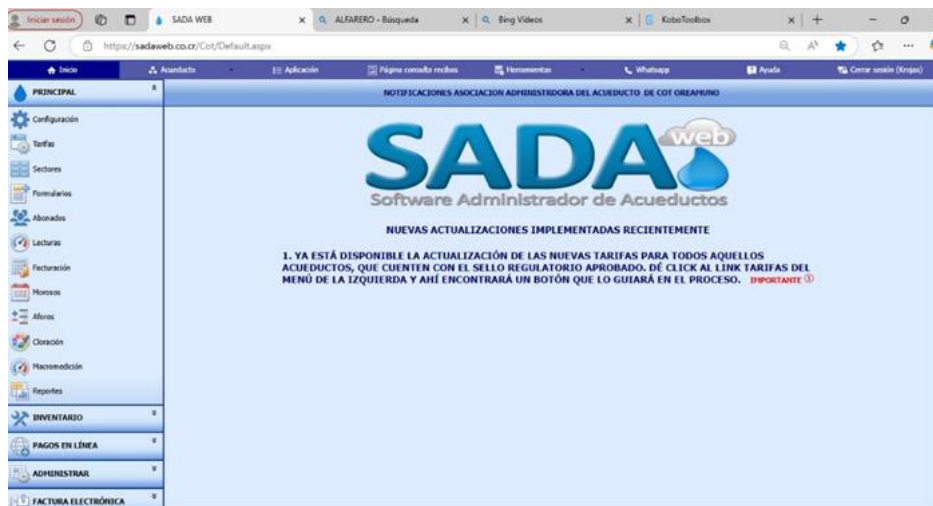 Iniciar sesión
SADA WEB
ALFARERO - Búsqueda
Bing Videos
KoboToolbox
https://sadaweb.co.cr/Cot/Default.aspx
Inicio
Acueducto
Aplicación
Página consulta recibos
Herramientas
Whatsapp
Ayuda
Cerrar sesión (Krojas)
PRINCIPAL
NOTIFICACIONES ASOCIACION ADMINISTRDORA DEL ACUEDUCTO DE COT OREAMUNO
Configuración
Tarifas
Sectores
Formularios
Abonados
Lecturas
Facturación
Morosos
Aforos
Cloración
Macromedición
Reportes
INVENTARIO
PAGOS EN LÍNEA
ADMINISTRAR
FACTURA ELECTRÓNICA
SADA web
Software Administrador de Acueductos
NUEVAS ACTUALIZACIONES IMPLEMENTADAS RECIENTEMENTE
1. YA ESTÁ DISPONIBLE LA ACTUALIZACIÓN DE LAS NUEVAS TARIFAS PARA TODOS AQUELLOS
ACUEDUCTOS, QUE CUENTEN CON EL SELLO REGULATORIO APROBADO. DÉ CLICK AL LINK TARIFAS DEL
MENÚ DE LA IZQUIERDA Y AHÍ ENCONTRARÁ UN BOTÓN QUE LO GUIARÁ EN EL PROCESO. IMPORTANTE